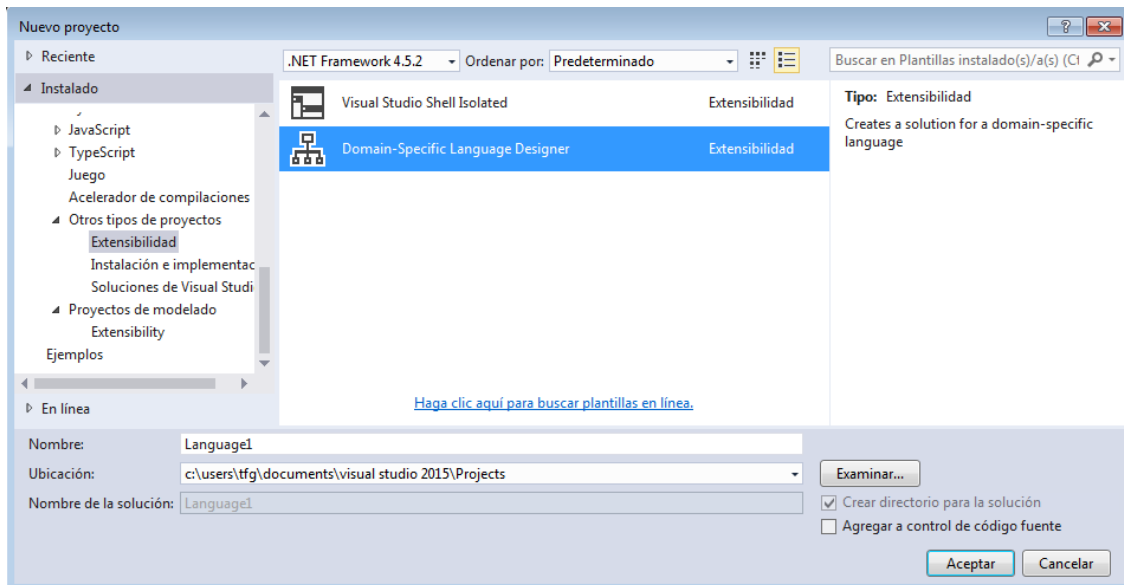 Nuevo proyecto
Reciente
.NET Framework 4.5.2
Ordenar por:
Predeterminado
Buscar en Plantillas instalado(s)/a(s) (Ct
Instalado
JavaScript
TypeScript
Juego
Acelerador de compilaciones
Otros tipos de proyectos
Extensibilidad
Instalación e implementac
Soluciones de Visual Studi
Proyectos de modelado
Extensibility
Ejemplos
En línea
Visual Studio Shell Isolated Extensibilidad
Domain-Specific Language Designer Extensibilidad
Haga clic aquí para buscar plantillas en línea.
Tipo: Extensibilidad
Creates a solution for a domain-specific
language
Nombre: Language1
Ubicación: c:\users\tfg\documents\visual studio 2015\Projects
Examinar...
Nombre de la solución: Language1
Crear directorio para la solución
Agregar a control de código fuente
Aceptar Cancelar